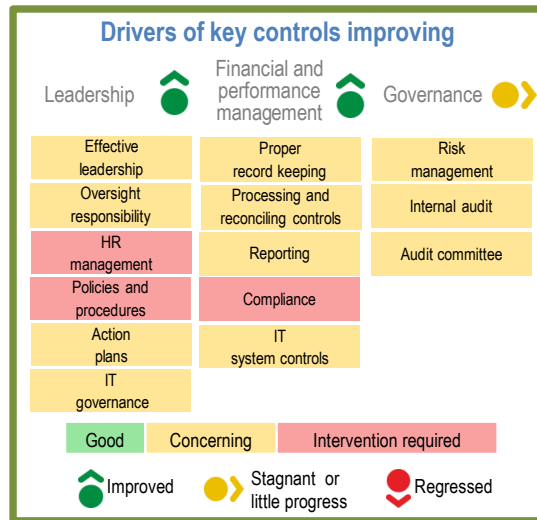 Drivers of key controls improving
Leadership
Financial and
performance
management
Governance
Effective
leadership
Oversight
responsibility
HR
management
Policies and
procedures
Action
plans
IT
governance
Proper
record keeping
Processing and
reconciling controls
Reporting
Compliance
IT
system controls
Risk
management
Internal audit
Audit committee
Good
Concerning
Intervention required
Improved
Stagnant or
little progress
Regressed